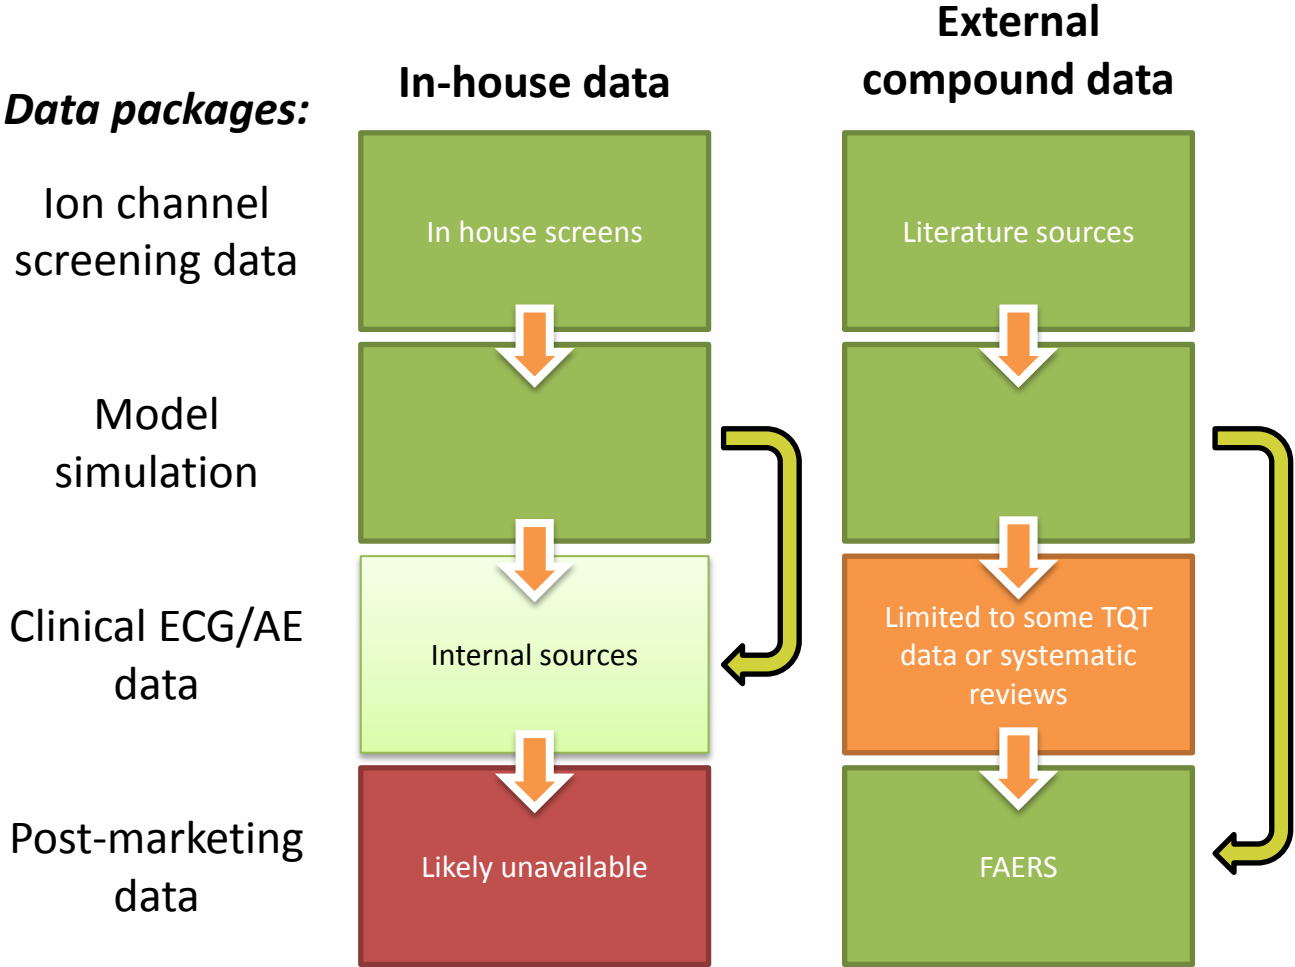 Data packages:
In-house data
External
compound data
Ion channel
screening data
In house screens
Literature sources
Model
simulation
Clinical ECG/AE
data
Internal sources
Limited to some TQT
data or systematic
reviews
Post-marketing
data
Likely unavailable
FAERS